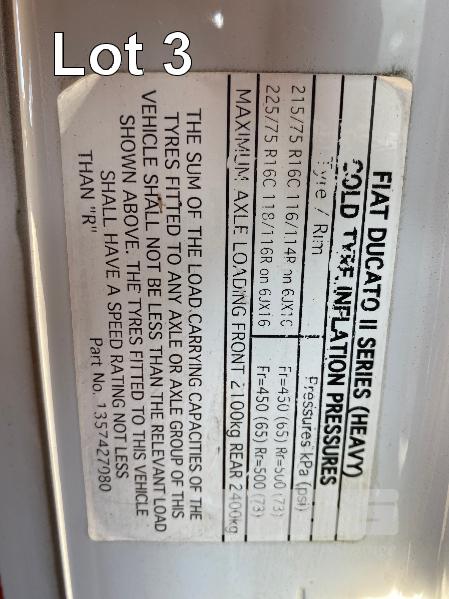 Lot 3
FIAT DUCATO II SERIES (HEAVY)
COLD TYRE INFLATION PRESSURES
Tyre / Rim Pressures kPa (psi)
215/75 R16C 116/114R on 6JX16 Fr=450 (65) Rr=500 (73)
225/75 R16C 118/116R on 6JX16 Fr=450 (65) Rr=500 (73)
MAXIMUM AXLE LOADING FRONT 2100kg REAR 2400kg
THE SUM OF THE LOAD CARRYING CAPACITIES OF THE
TYRES FITTED TO ANY AXLE OR AXLE GROUP OF THIS
VEHICLE SHALL NOT BE LESS THAN THE RELEVANT LOAD
SHOWN ABOVE. THE TYRES FITTED TO THIS VEHICLE
SHALL HAVE A SPEED RATING NOT LESS
THAN "R"
Part No. 1357427980